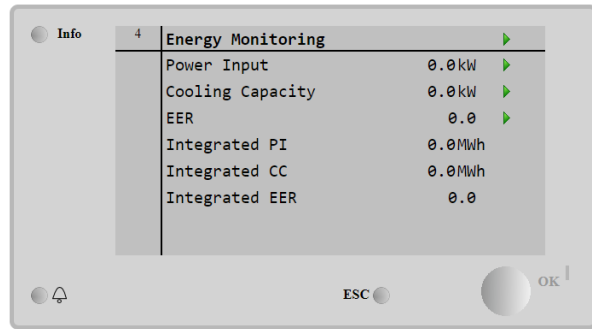 Info
4 Energy Monitoring
Power Input 0.0kW
Cooling Capacity 0.0kW
EER 0.0
Integrated PI 0.0MWh
Integrated CC 0.0MWh
Integrated EER 0.0
ESC
OK